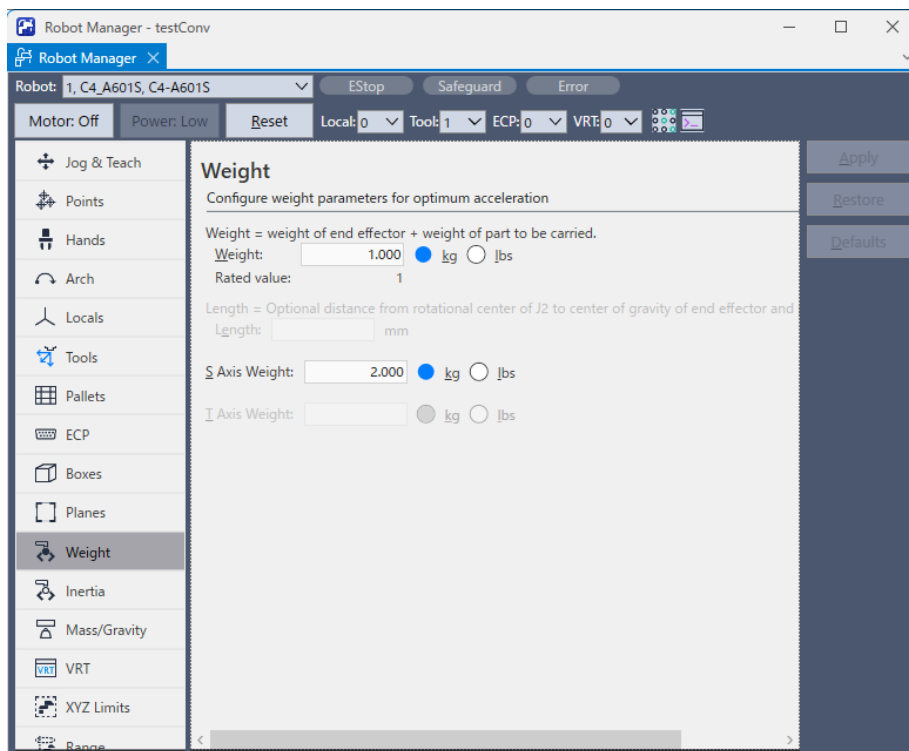 Robot Manager - testConv
Robot Manager
Robot: 1, C4_A601S, C4-A601S EStop Safeguard Error
Motor: Off Power: Low Reset Local: 0 Tool: 1 ECP: 0 VRT: 0
Jog & Teach
Points
Hands
Arch
Locals
Tools
Pallets
ECP
Boxes
Planes
Weight
Inertia
Mass/Gravity
VRT VRT
XYZ Limits
Range
Weight
Configure weight parameters for optimum acceleration
Weight = weight of end effector + weight of part to be carried.
Weight: 1.000 kg lbs
Rated value: 1
Length = Optional distance from rotational center of J2 to center of gravity of end effector and
Length: mm
S Axis Weight: 2.000 kg lbs
T Axis Weight: kg lbs
Apply
Restore
Defaults